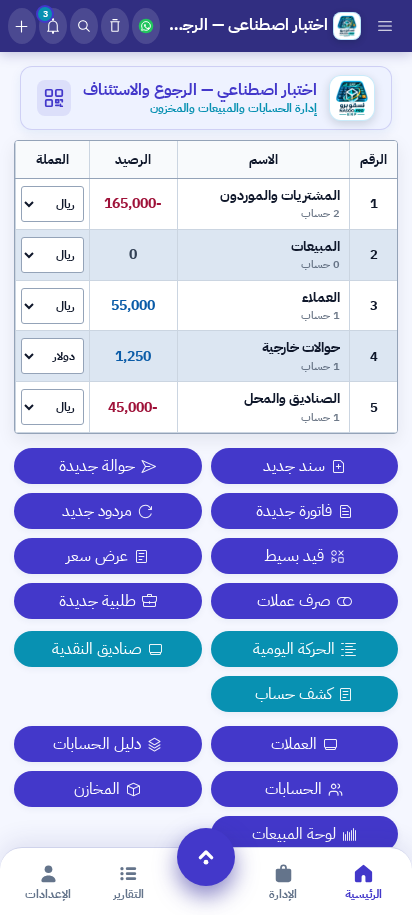 اختبار اصطناعي – الرج...
3
اختبار اصطناعي – الرجوع والاستئناف
إدارة الحسابات والمبيعات والمخزون
الرقم الاسم الرصيد العملة
1 المشتريات والموردون -165,000 ريال
2 حساب
2 المبيعات 0 ريال
0 حساب
3 العملاء 55,000 ريال
1 حساب
4 حوالات خارجية 1,250 دولار
1 حساب
5 الصناديق والمحل -45,000 ريال
1 حساب
سند جديد حوالة جديدة
فاتورة جديدة مردود جديد
قيد بسيط عرض سعر
صرف عملات طلبية جديدة
الحركة اليومية صناديق النقدية
كشف حساب
العملات دليل الحسابات
الحسابات المخازن
لوحة المبيعات
الرئيسية الإدارة التقارير الإعدادات